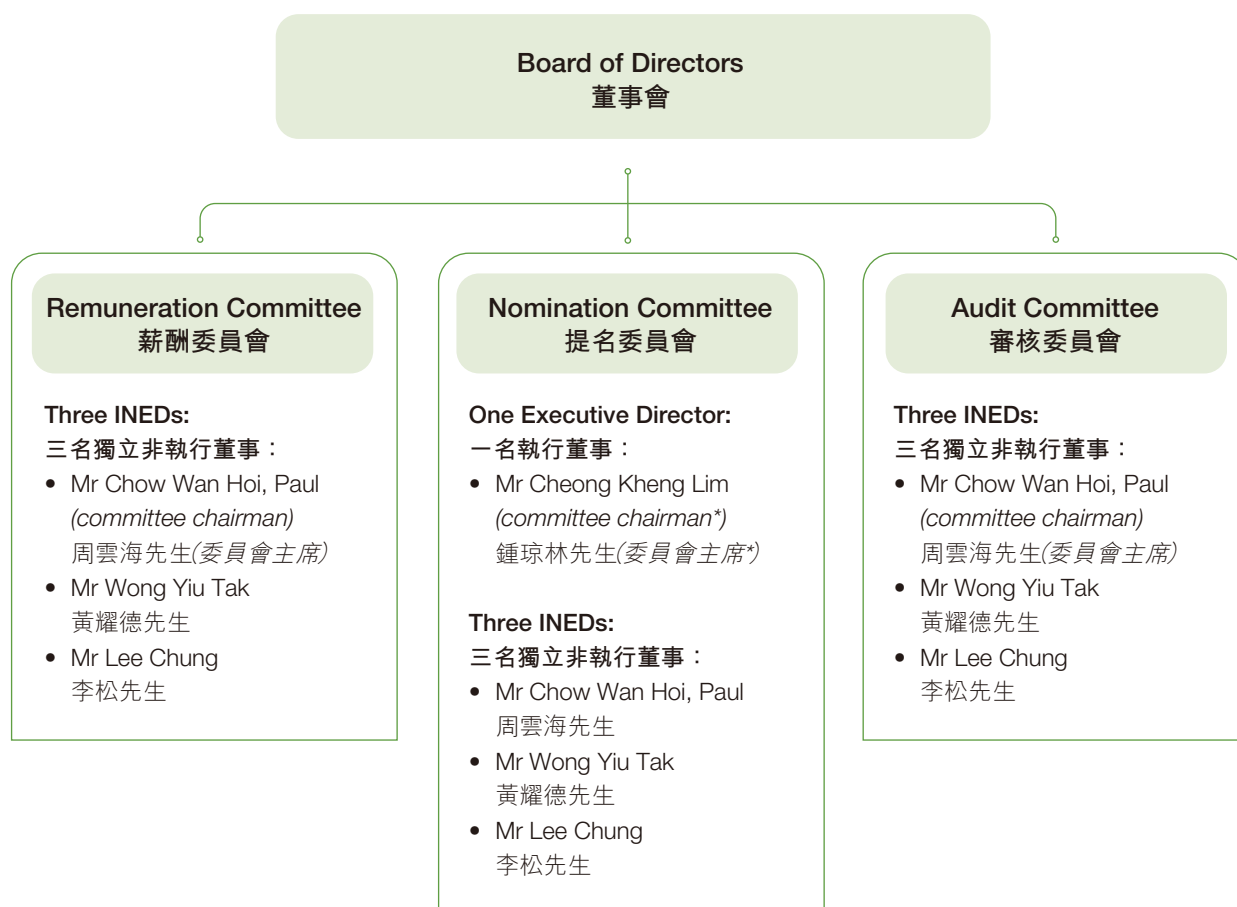 Board of Directors
董事會
Remuneration Committee
薪酬委員會
Three INEDs:
三名獨立非執行董事：
• Mr Chow Wan Hoi, Paul
(committee chairman)
周雲海先生(委員會主席)
• Mr Wong Yiu Tak
黃耀德先生
• Mr Lee Chung
李松先生
Nomination Committee
提名委員會
One Executive Director:
一名執行董事：
• Mr Cheong Kheng Lim
(committee chairman*)
鍾琼林先生(委員會主席*)
Three INEDs:
三名獨立非執行董事：
• Mr Chow Wan Hoi, Paul
周雲海先生
• Mr Wong Yiu Tak
黃耀德先生
• Mr Lee Chung
李松先生
Audit Committee
審核委員會
Three INEDs:
三名獨立非執行董事：
• Mr Chow Wan Hoi, Paul
(committee chairman)
周雲海先生(委員會主席)
• Mr Wong Yiu Tak
黃耀德先生
• Mr Lee Chung
李松先生